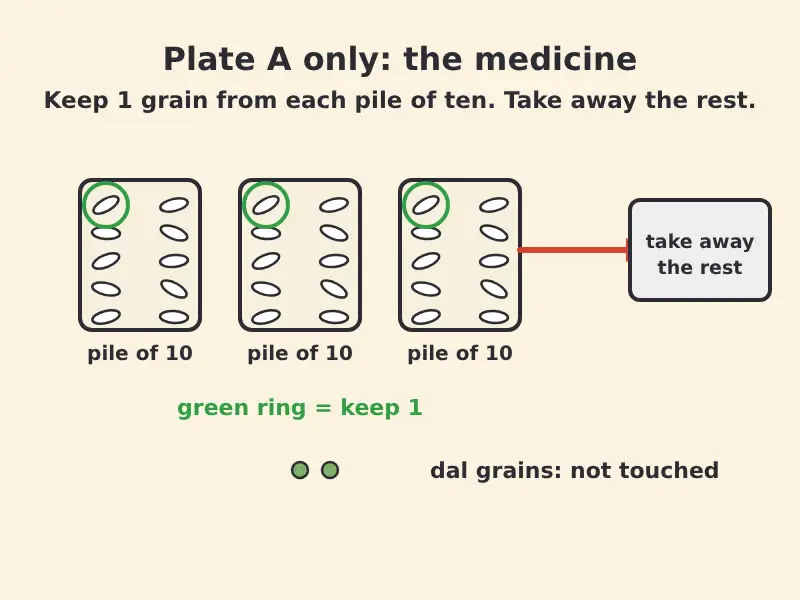 Plate A only: the medicine
Keep 1 grain from each pile of ten. Take away the rest.
take away
the rest
pile of 10
pile of 10
pile of 10
green ring = keep 1
dal grains: not touched